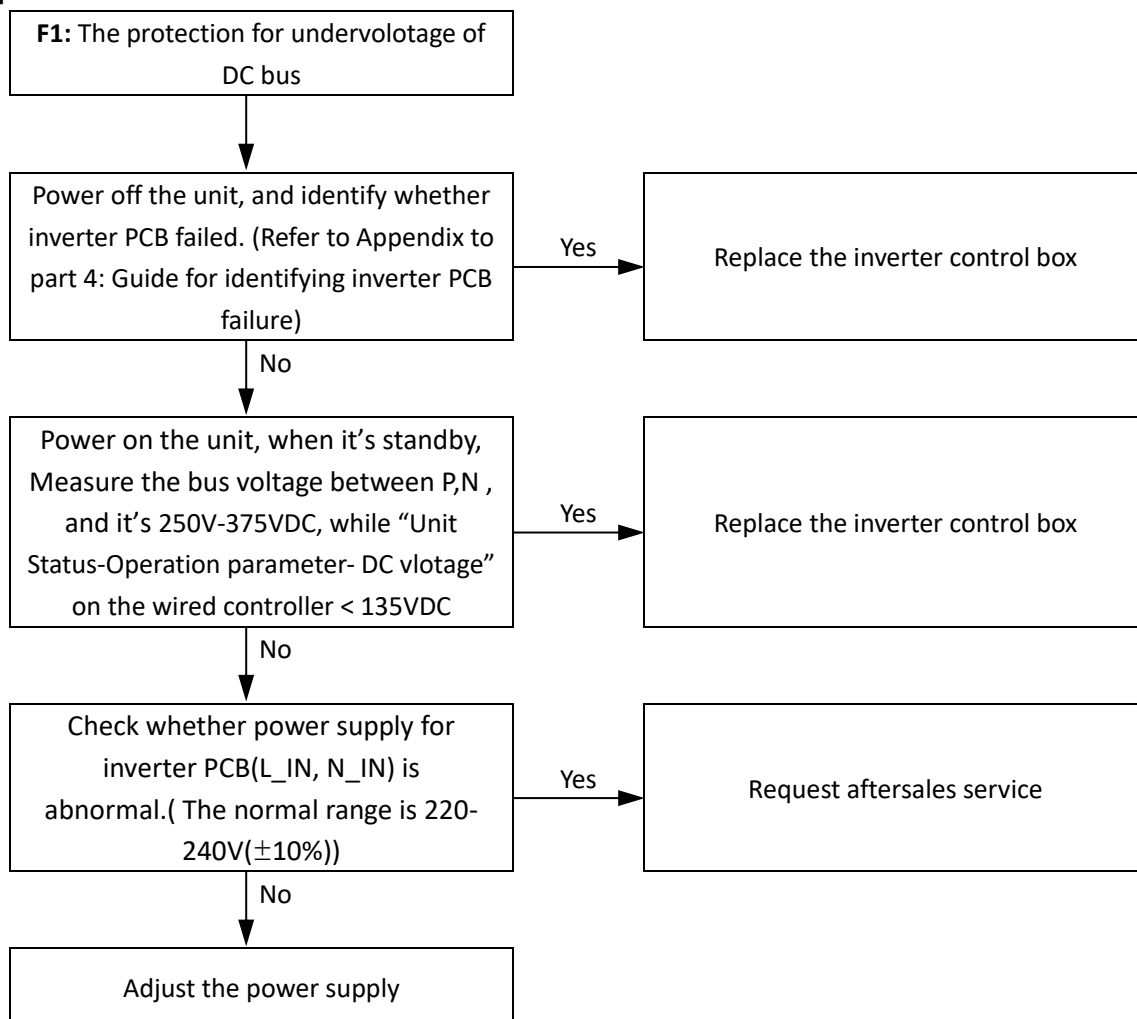 F1: The protection for undervolotage of
DC bus
Power off the unit, and identify whether
inverter PCB failed. (Refer to Appendix to
part 4: Guide for identifying inverter PCB
failure)
Yes
Replace the inverter control box
No
Power on the unit, when it’s standby,
Measure the bus voltage between P,N ,
and it’s 250V-375VDC, while “Unit
Status-Operation parameter- DC vlotage”
on the wired controller < 135VDC
Yes
Replace the inverter control box
No
Check whether power supply for
inverter PCB(L_IN, N_IN) is
abnormal.( The normal range is 220-
240V(±10%))
Yes
Request aftersales service
No
Adjust the power supply